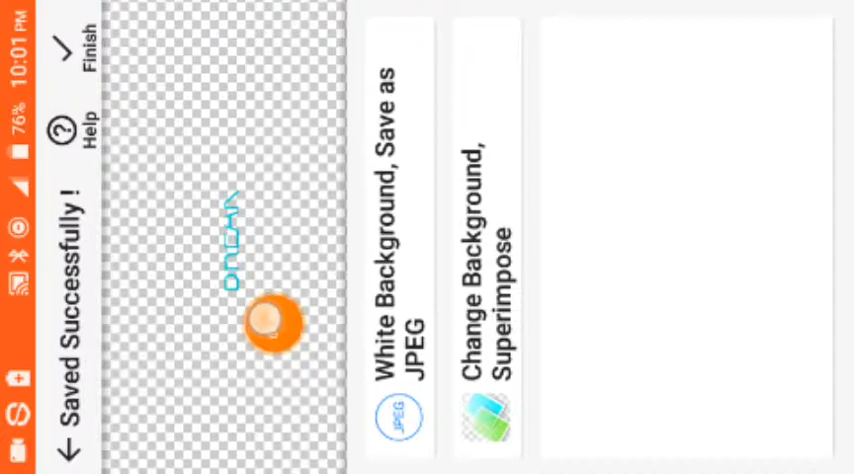 76% 10:01 PM
Saved Successfully !
Help
Finish
White Background, Save as
JPEG
JPEG
Change Background,
Superimpose